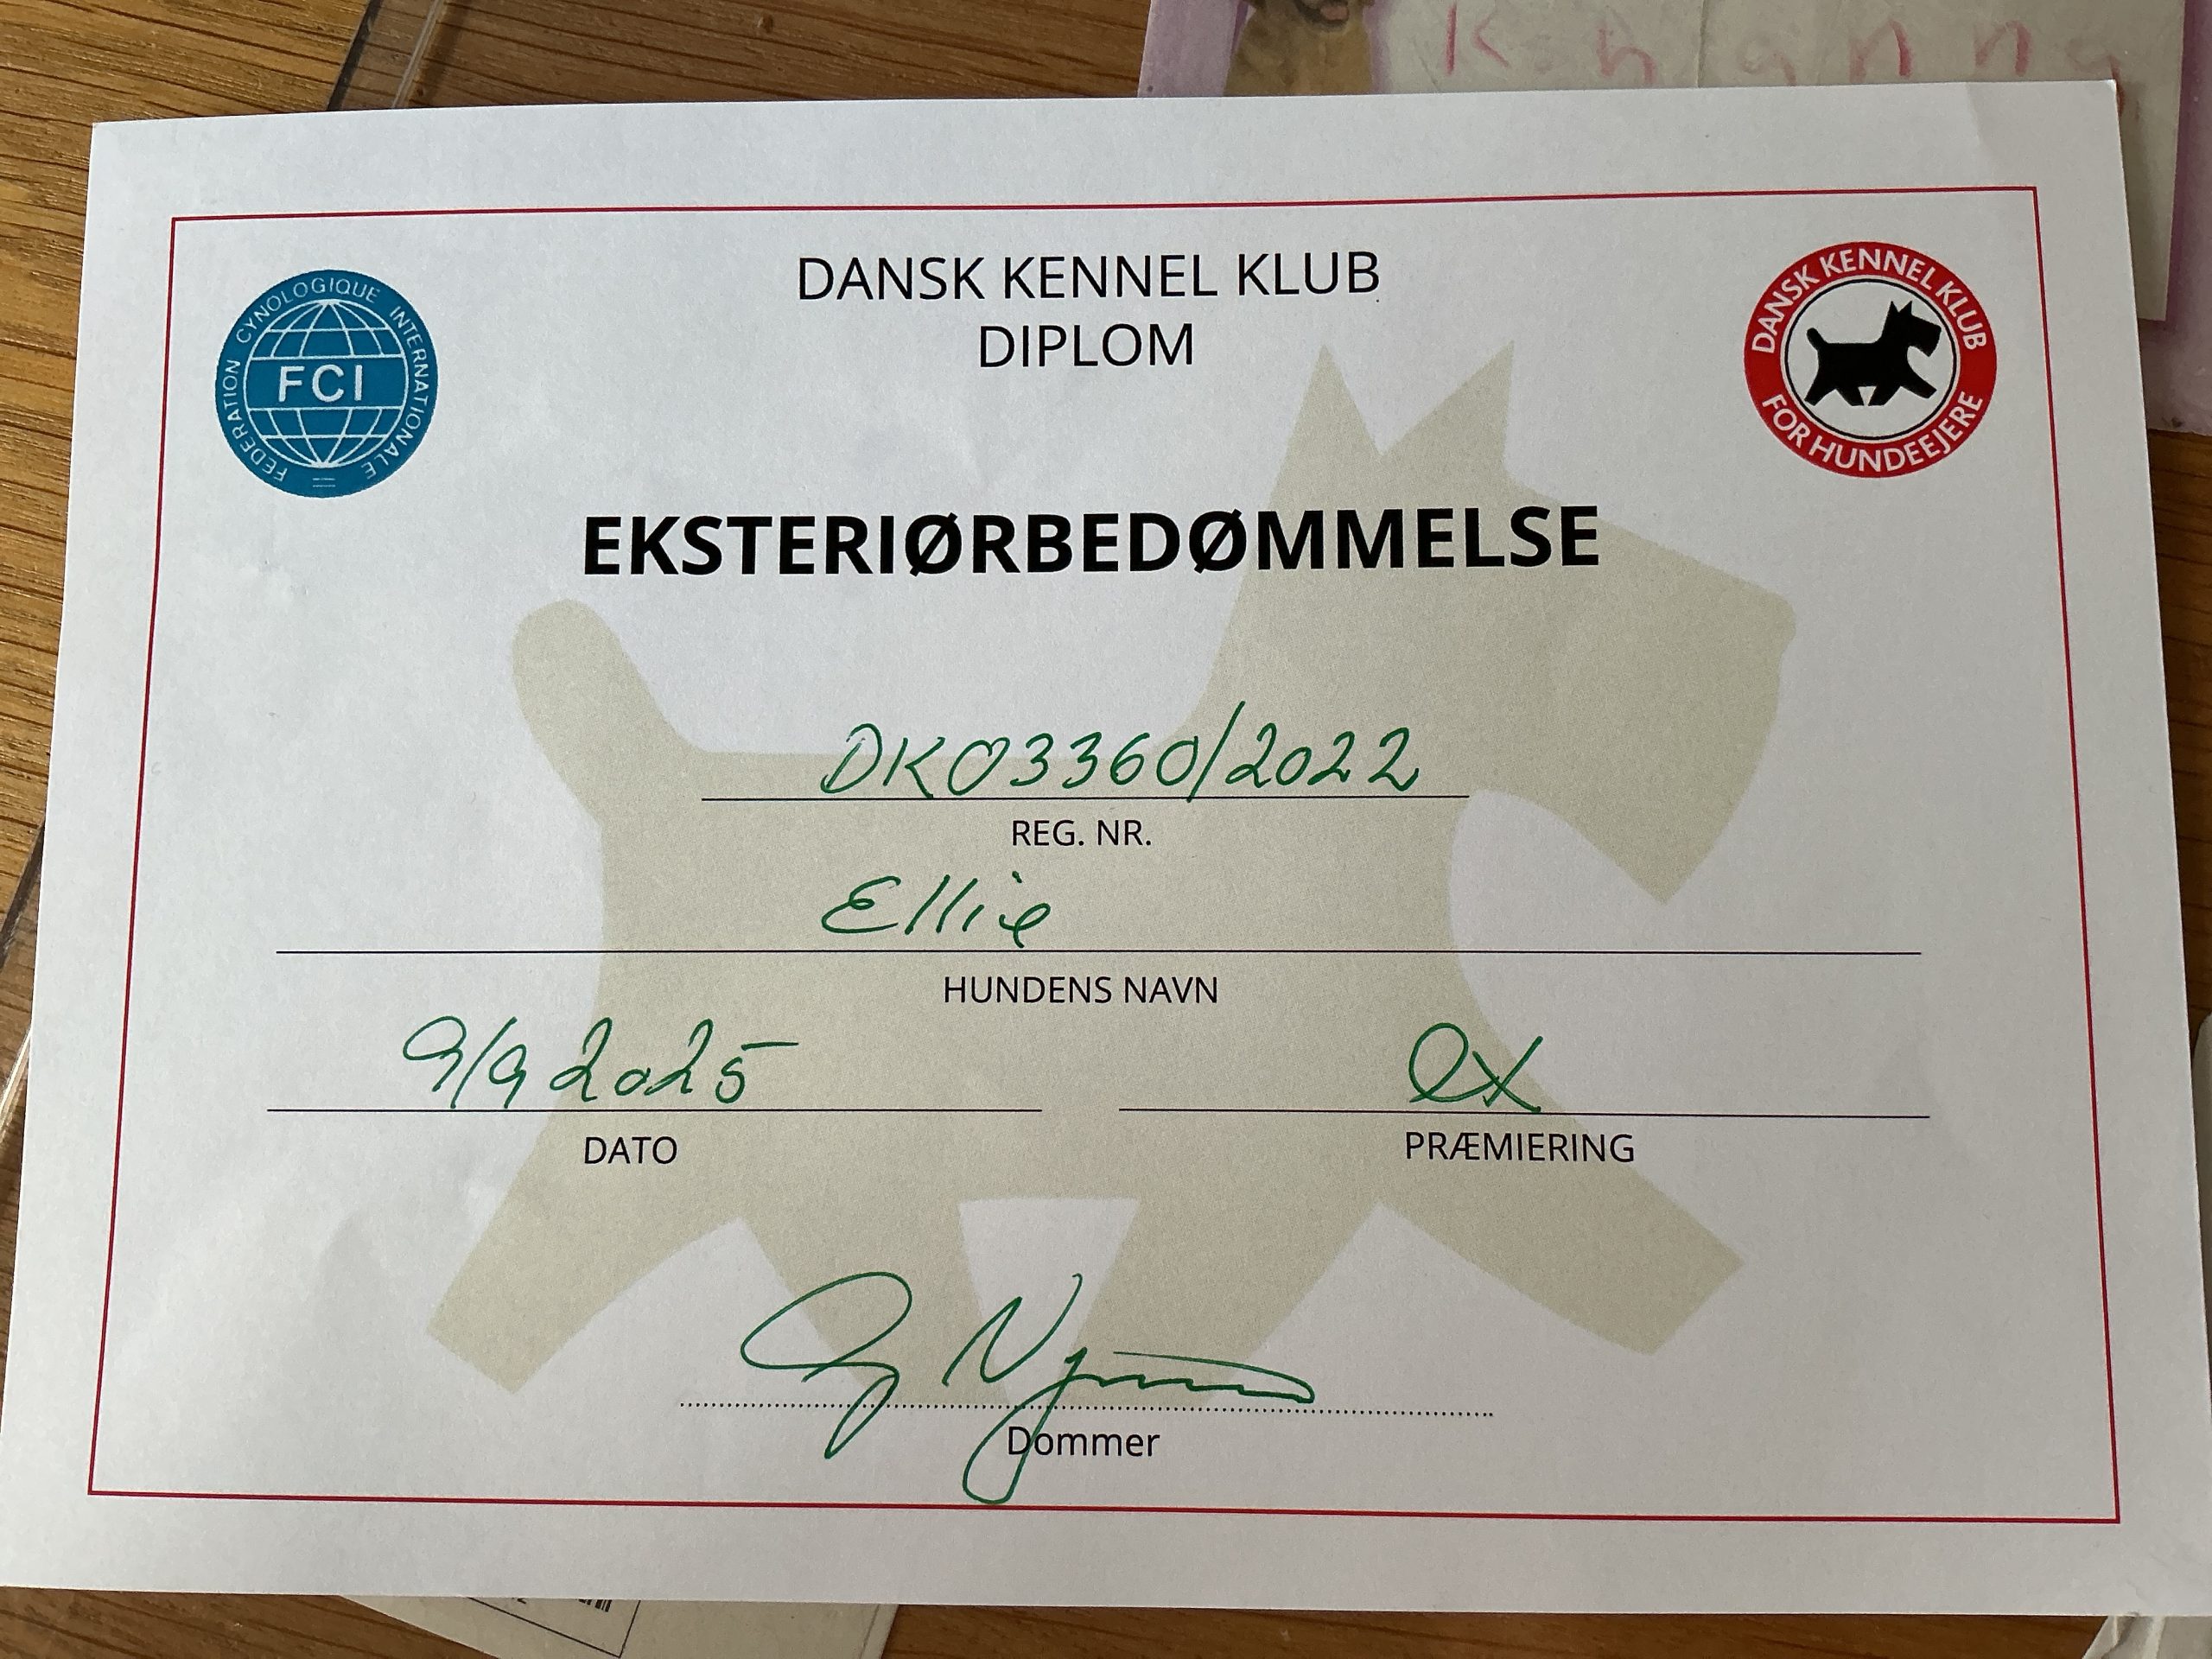 DANSK KENNEL KLUB
DIPLOM
FEDERATION CYNOLOGIQUE INTERNATIONALE
FCI
DANSK KENNEL KLUB
FOR HUNDEEJERE
EKSTERIØRBEDØMMELSE
DK03360/2022
REG. NR.
Ellie
HUNDENS NAVN
9/9 2025
ex
DATO
PRÆMIERING
Dommer